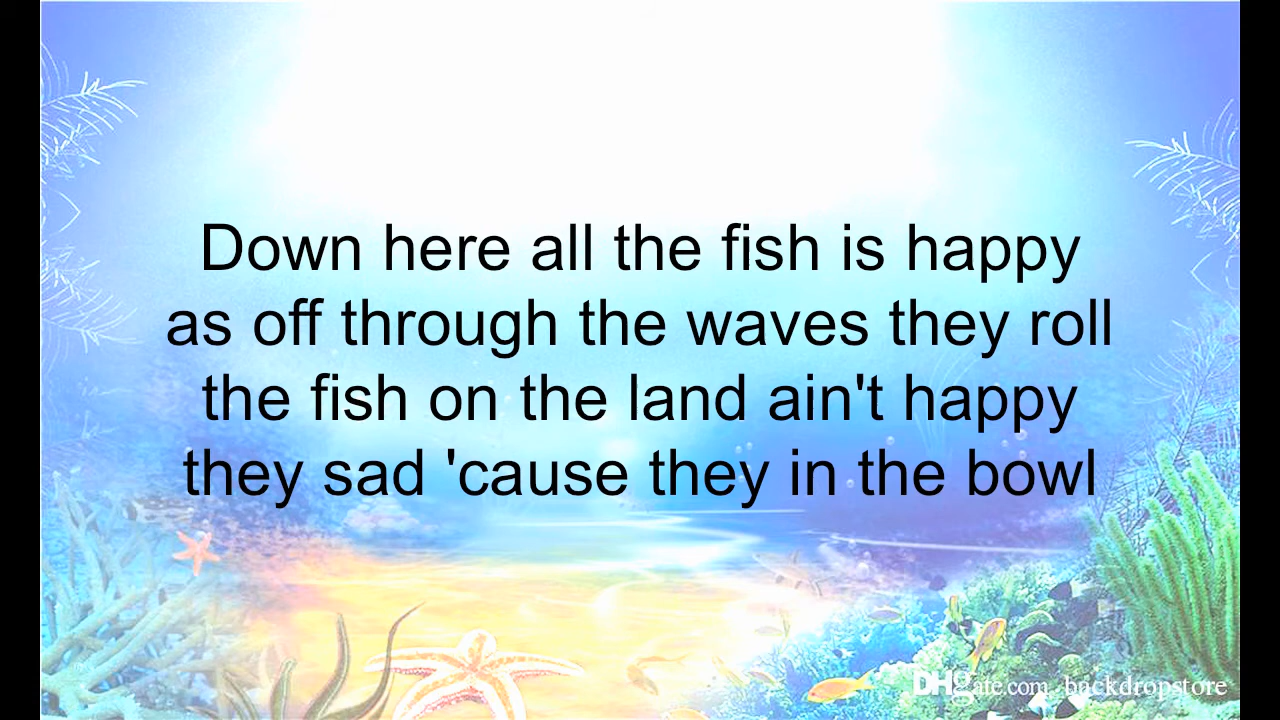 Down here all the fish is happy
as off through the waves they roll
the fish on the land ain't happy
they sad 'cause they in the bowl
DHgate.com backdropstore